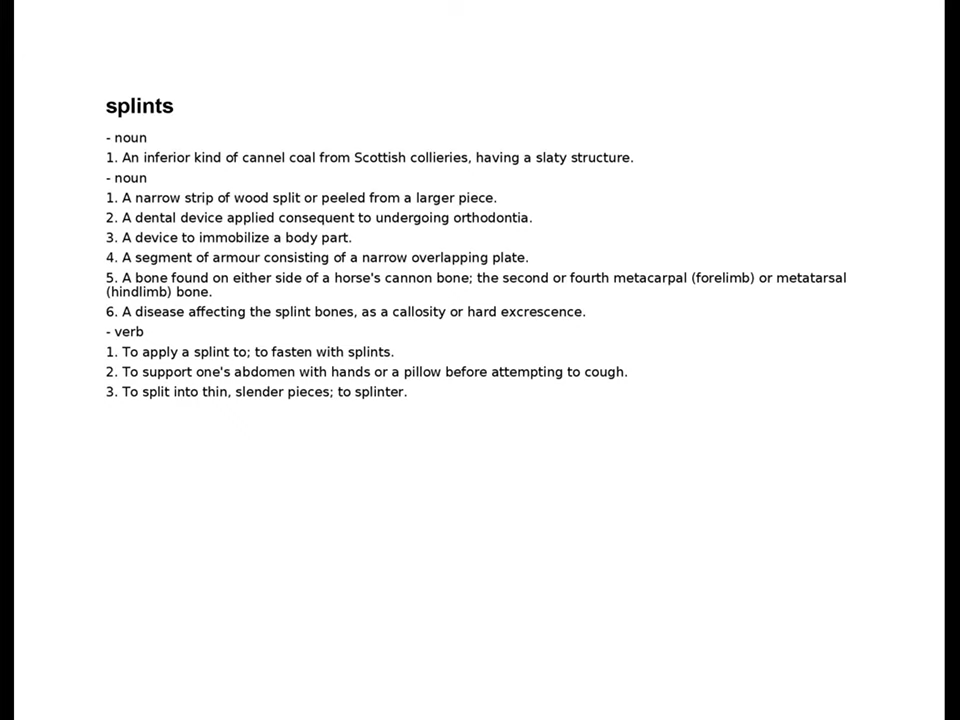 splints
- noun
1. An inferior kind of cannel coal from Scottish collieries, having a slaty structure.
- noun
1. A narrow strip of wood split or peeled from a larger piece.
2. A dental device applied consequent to undergoing orthodontia.
3. A device to immobilize a body part.
4. A segment of armour consisting of a narrow overlapping plate.
5. A bone found on either side of a horse's cannon bone; the second or fourth metacarpal (forelimb) or metatarsal
(hindlimb) bone.
6. A disease affecting the splint bones, as a callosity or hard excrescence.
- verb
1. To apply a splint to; to fasten with splints.
2. To support one's abdomen with hands or a pillow before attempting to cough.
3. To split into thin, slender pieces; to splinter.